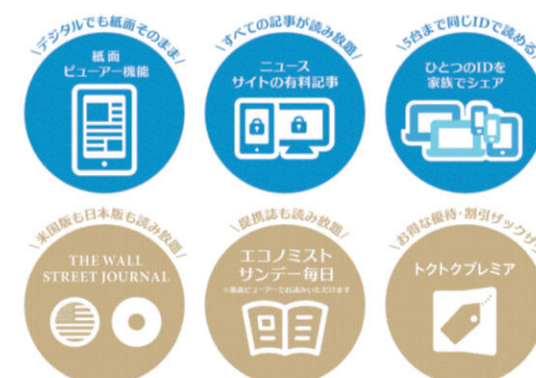 \デジタルでも紙面そのまま/
紙面
ビューアー機能
\すべての記事が読み放題/
ニュース
サイトの有料記事
\5台まで同じIDで読める/
ひとつのIDを
家族でシェア
\米国版も日本版も読み放題/
THE WALL
STREET JOURNAL
\提携誌も読み放題/
エコノミスト
サンデー毎日
※紙面ビューアーでお読みいただけます
\お得な優待・割引ザックザク/
トクトクプレミア